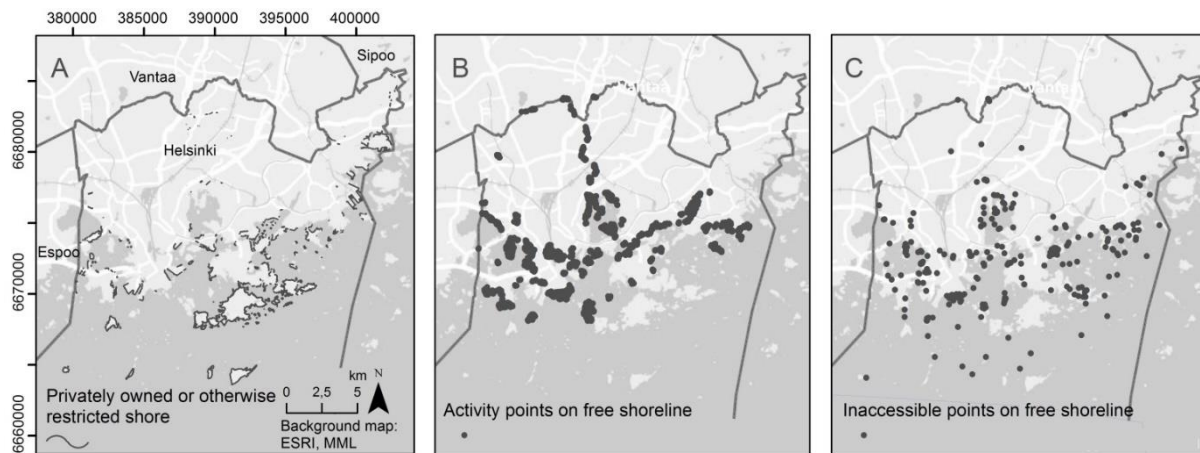 380000
385000
390000
395000
400000
A
Vantaa
Sipoo
Helsinki
Espoo
6680000
6670000
6660000
Privately owned or otherwise
restricted shore
km
N
0 2,5 5
Background map:
ESRI, MML
B
Activity points on free shoreline
C
Inaccessible points on free shoreline